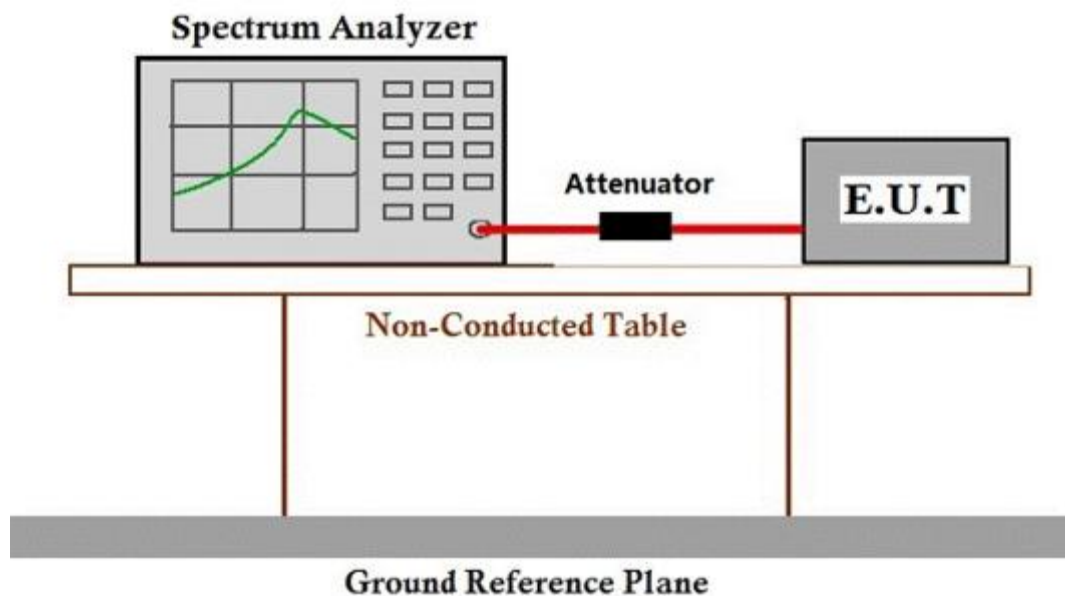 Spectrum Analyzer
Attenuator
E.U.T
Non-Conducted Table
Ground Reference Plane